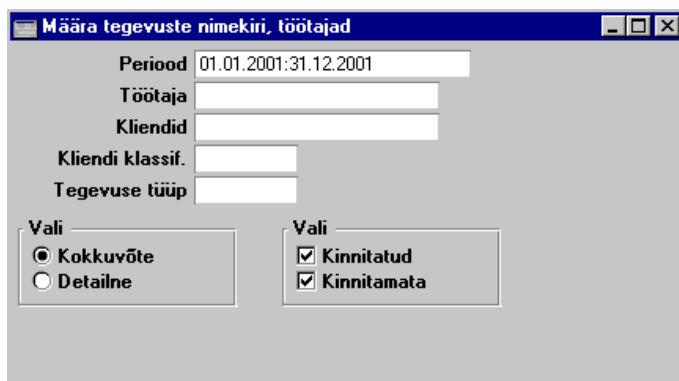 Määra tegevuste nimekiri, töötajad
Periood 01.01.2001:31.12.2001
Töötaja
Kliendid
Kliendi klassif.
Tegevuse tüüp
Vali Vali
Kokkuvõte Kinnitatud
Detailne Kinnitamata